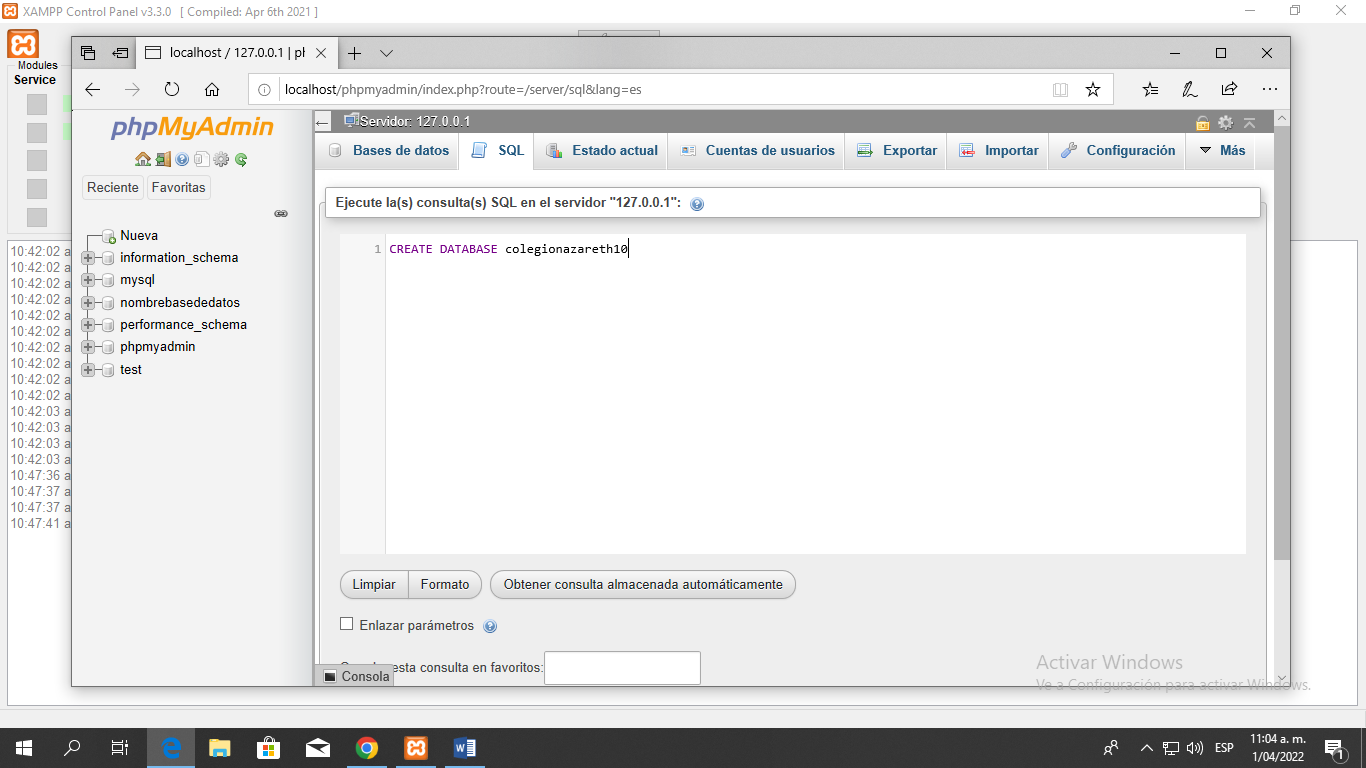 XAMPP Control Panel v3.3.0 [ Compiled: Apr 6th 2021 ]
Modules
Service
localhost / 127.0.0.1 | pl
localhost/phpmyadmin/index.php?route=/server/sql&lang=es
phpMyAdmin
Reciente Favoritas
Nueva
information_schema
mysql
nombrebasededatos
performance_schema
phpmyadmin
test
Servidor: 127.0.0.1
Bases de datos SQL Estado actual Cuentas de usuarios Exportar Importar Configuración Más
Ejecute la(s) consulta(s) SQL en el servidor "127.0.0.1":
1 CREATE DATABASE colegionazareth10
Limpiar Formato Obtener consulta almacenada automáticamente
Enlazar parámetros
esta consulta en favoritos:
Consola
10:42:02 a
10:42:02 a
10:42:02 a
10:42:02 a
10:42:02 a
10:42:02 a
10:42:02 a
10:42:02 a
10:42:02 a
10:42:02 a
10:42:03 a
10:42:03 a
10:42:03 a
10:42:03 a
10:47:36 a
10:47:37 a
10:47:37 a
10:47:41 a
Activar Windows
Ve a Configuración para activar Windows.
ESP
11:04 a. m.
1/04/2022
1